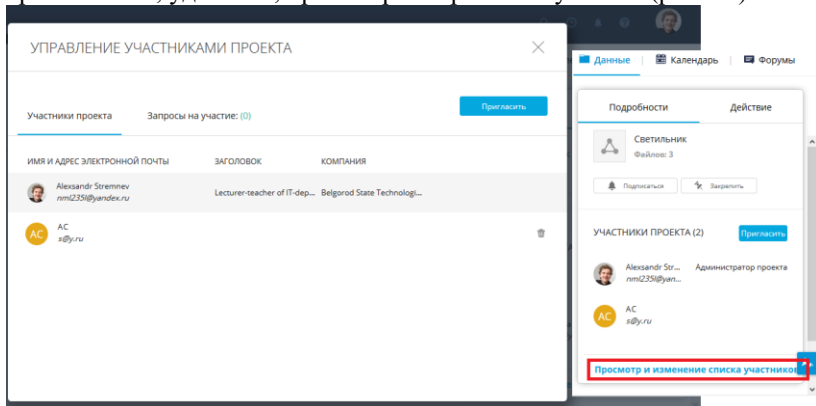 УПРАВЛЕНИЕ УЧАСТНИКАМИ ПРОЕКТА
Участники проекта Запросы на участие: (0) Пригласить
ИМЯ И АДРЕС ЭЛЕКТРОННОЙ ПОЧТЫ ЗАГОЛОВОК КОМПАНИЯ
Alexsandr Stremnev
nml235l@yandex.ru
Lecturer-teacher of IT-dep... Belgorod State Technologi...
AC AC
s@y.ru
Данные Календарь Форумы
Подробности Действие
Светильник
Файлов: 3
Подписаться Закрепить
УЧАСТНИКИ ПРОЕКТА (2) Пригласить
Alexsandr Str... Администратор проекта
nml235l@yan...
AC AC
s@y.ru
Просмотр и изменение списка участников